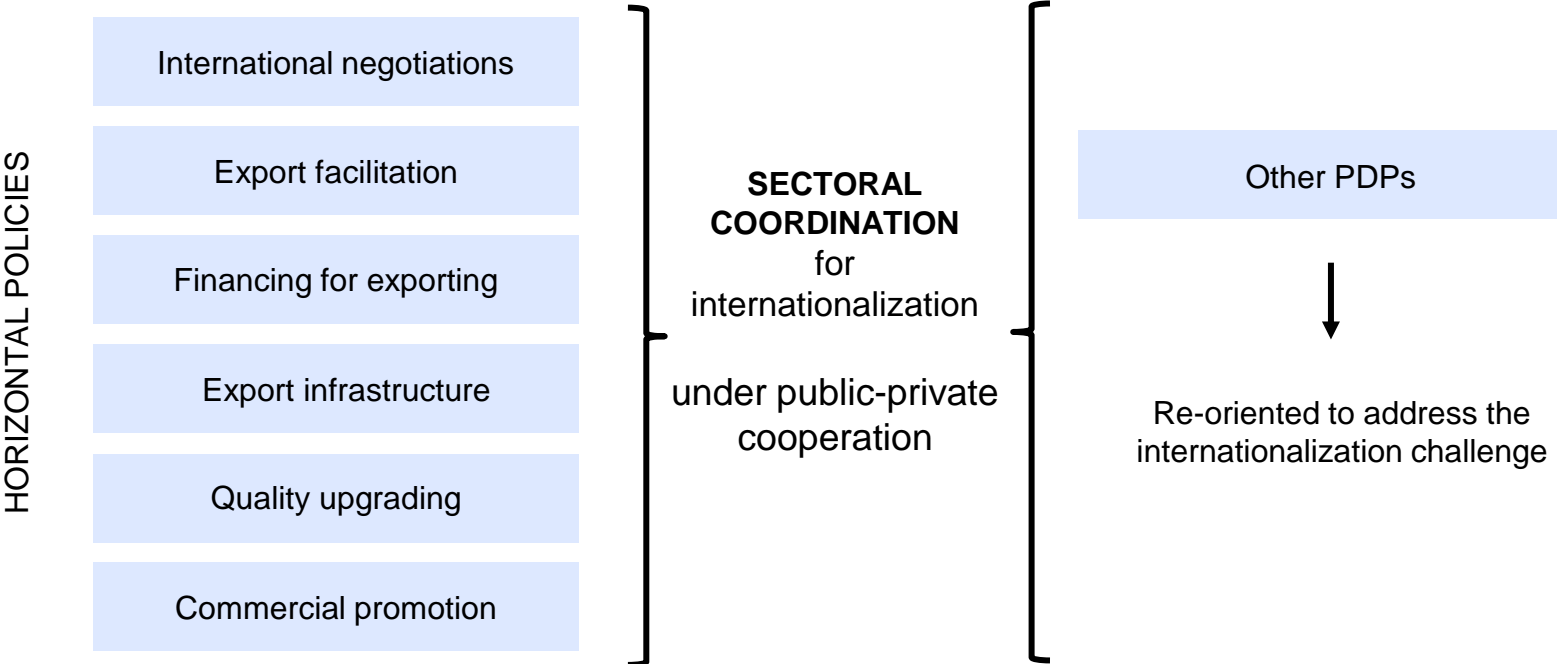 HORIZONTAL POLICIES
International negotiations
Export facilitation
Financing for exporting
Export infrastructure
Quality upgrading
Commercial promotion
SECTORAL
COORDINATION
for
internationalization
under public-private
cooperation
Other PDPs
Re-oriented to address the
internationalization challenge